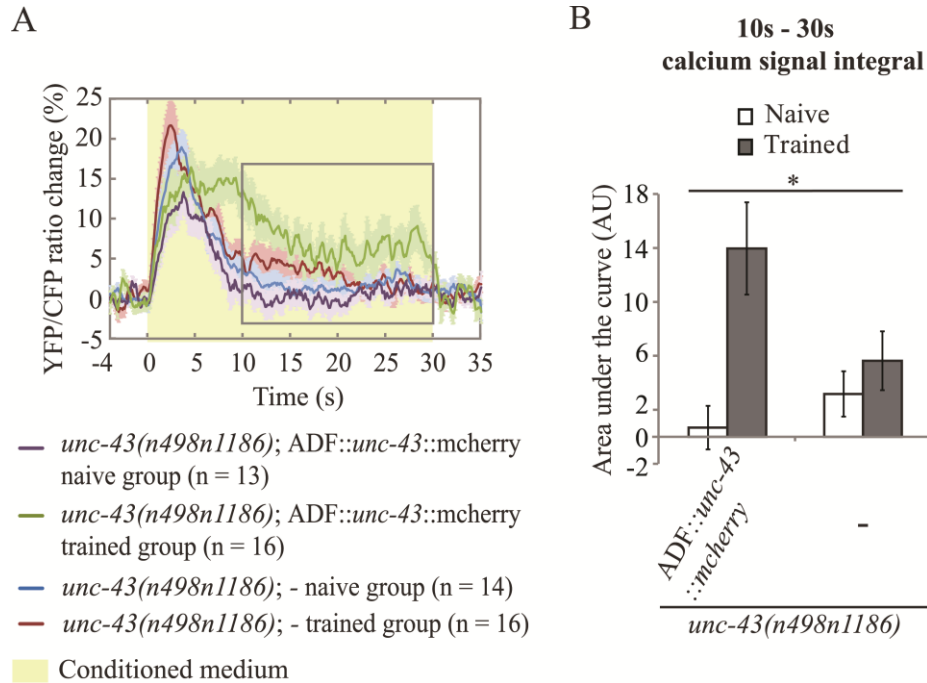 A
YFP/CFP ratio change (%)
25
20
15
10
5
0
-5
-4 0 5 10 15 20 25 30 35
Time (s)
unc-43(n498n1186); ADF::unc-43::mcherry
naive group (n = 13)
unc-43(n498n1186); ADF::unc-43::mcherry
trained group (n = 16)
unc-43(n498n1186); - naive group (n = 14)
unc-43(n498n1186); - trained group (n = 16)
Conditioned medium
B
10s - 30s
calcium signal integral
Naive
Trained
*
Area under the curve (AU)
18
14
10
6
2
0
-2
ADF::unc-43
::mcherry
-
unc-43(n498n1186)